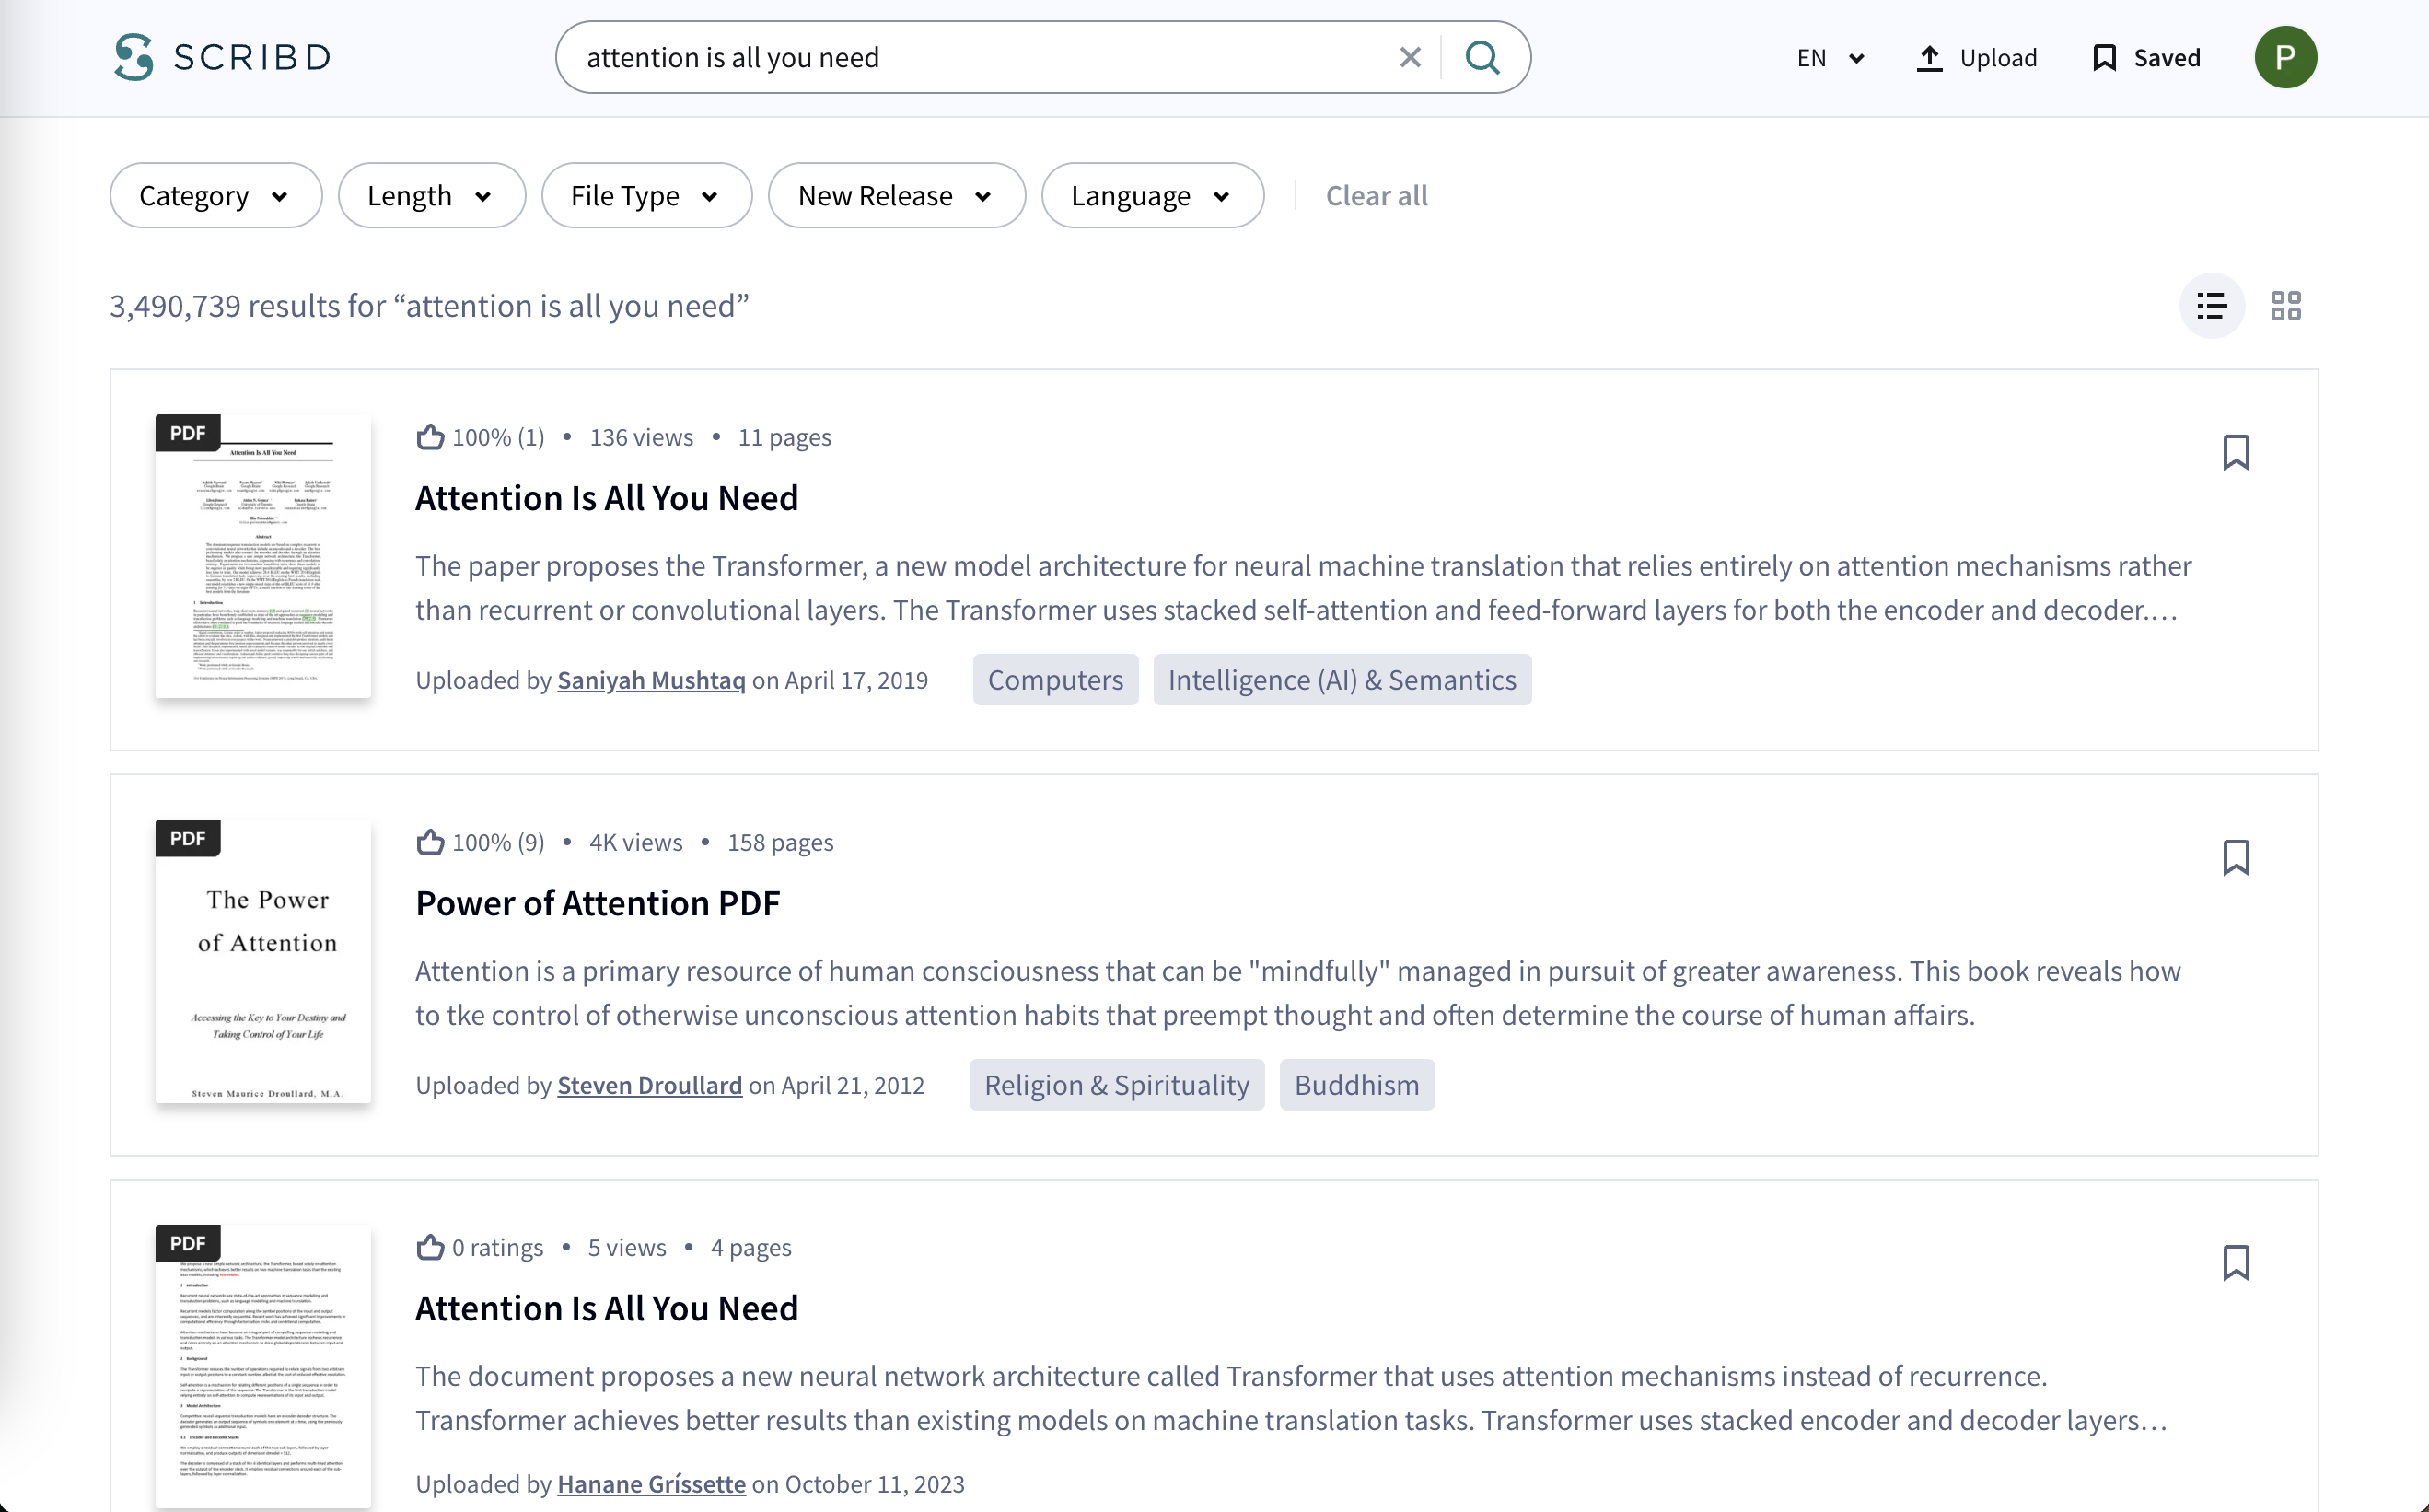 SCRIBD
attention is all you need
EN
Upload
Saved
P
Category
Length
File Type
New Release
Language
Clear all
3,490,739 results for “attention is all you need”
PDF
Attention Is All You Need
Abstract
1 Introduction
100% (1) • 136 views • 11 pages
Attention Is All You Need
The paper proposes the Transformer, a new model architecture for neural machine translation that relies entirely on attention mechanisms rather
than recurrent or convolutional layers. The Transformer uses stacked self-attention and feed-forward layers for both the encoder and decoder....
Uploaded by Saniyah Mushtaq on April 17, 2019
Computers
Intelligence (AI) & Semantics
PDF
The Power
of Attention
Accessing the Key to Your Destiny and
Taking Control of Your Life
Steven Maurice Droullard, M.A.
100% (9) • 4K views • 158 pages
Power of Attention PDF
Attention is a primary resource of human consciousness that can be "mindfully" managed in pursuit of greater awareness. This book reveals how
to tke control of otherwise unconscious attention habits that preempt thought and often determine the course of human affairs.
Uploaded by Steven Droullard on April 21, 2012
Religion & Spirituality
Buddhism
PDF
0 ratings • 5 views • 4 pages
Attention Is All You Need
The document proposes a new neural network architecture called Transformer that uses attention mechanisms instead of recurrence.
Transformer achieves better results than existing models on machine translation tasks. Transformer uses stacked encoder and decoder layers...
Uploaded by Hanane Gríssette on October 11, 2023